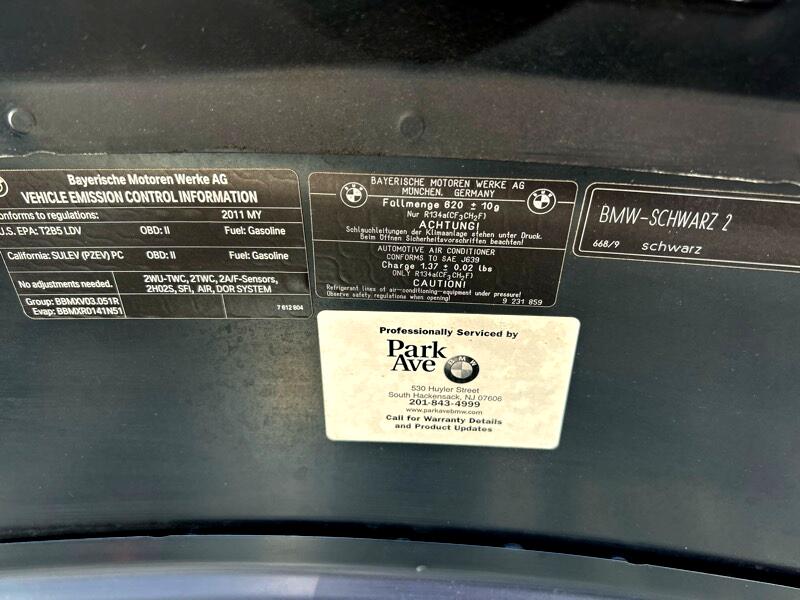 Bayerische Motoren Werke AG
VEHICLE EMISSION CONTROL INFORMATION
onforms to regulations: 2011 MY
U.S. EPA: T2B5 LDV OBD: II Fuel: Gasoline
California: SULEV (PZEV) PC OBD: II Fuel: Gasoline
No adjustments needed. 2WU-TWC, 2TWC, 2A/F-Sensors,
2HO2S, SFI, AIR, DOR SYSTEM
Group: BBMXV03.051R
Evap: BBMXR0141N51
7 612 804
BAYERISCHE MOTOREN WERKE AG
MÜNCHEN, GERMANY
Füllmenge 620 ± 10g
Nur R134a(CF3CH2F)
ACHTUNG!
Schlauchleitungen der Klimaanlage stehen unter Druck.
Beim Öffnen Sicherheitsvorschriften beachten!
AUTOMOTIVE AIR CONDITIONER
CONFORMS TO SAE J639
Charge 1.37 ± 0.02 lbs
ONLY R134a(CF3CH2F)
CAUTION!
Refrigerant lines of air-conditioning-equipment under pressure!
Observe safety regulations when opening!
9 231 859
BMW-SCHWARZ 2
668/9 schwarz
Professionally Serviced by
Park
Ave
BMW
530 Huyler Street
South Hackensack, NJ 07606
201-843-4999
www.parkavebmw.com
Call for Warranty Details
and Product Updates